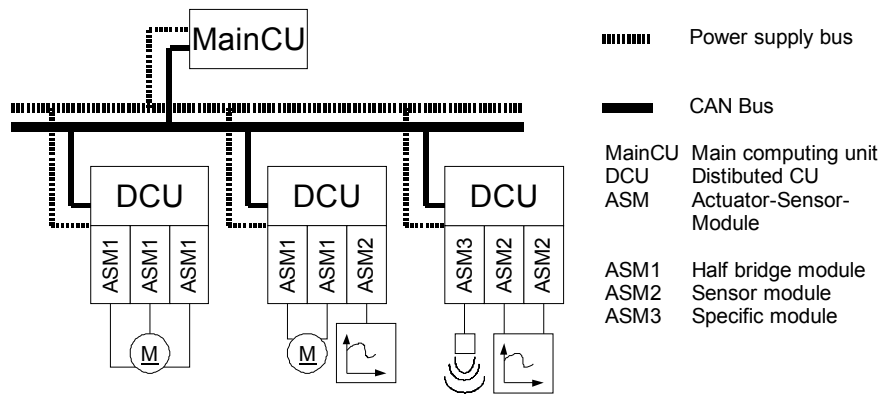 MainCU
DCU
DCU
DCU
ASM1
ASM1
ASM1
ASM1
ASM1
ASM2
ASM3
ASM2
ASM2
M
M
Power supply bus
CAN Bus
MainCU Main computing unit
DCU Distibuted CU
ASM Actuator-Sensor-
Module
ASM1 Half bridge module
ASM2 Sensor module
ASM3 Specific module